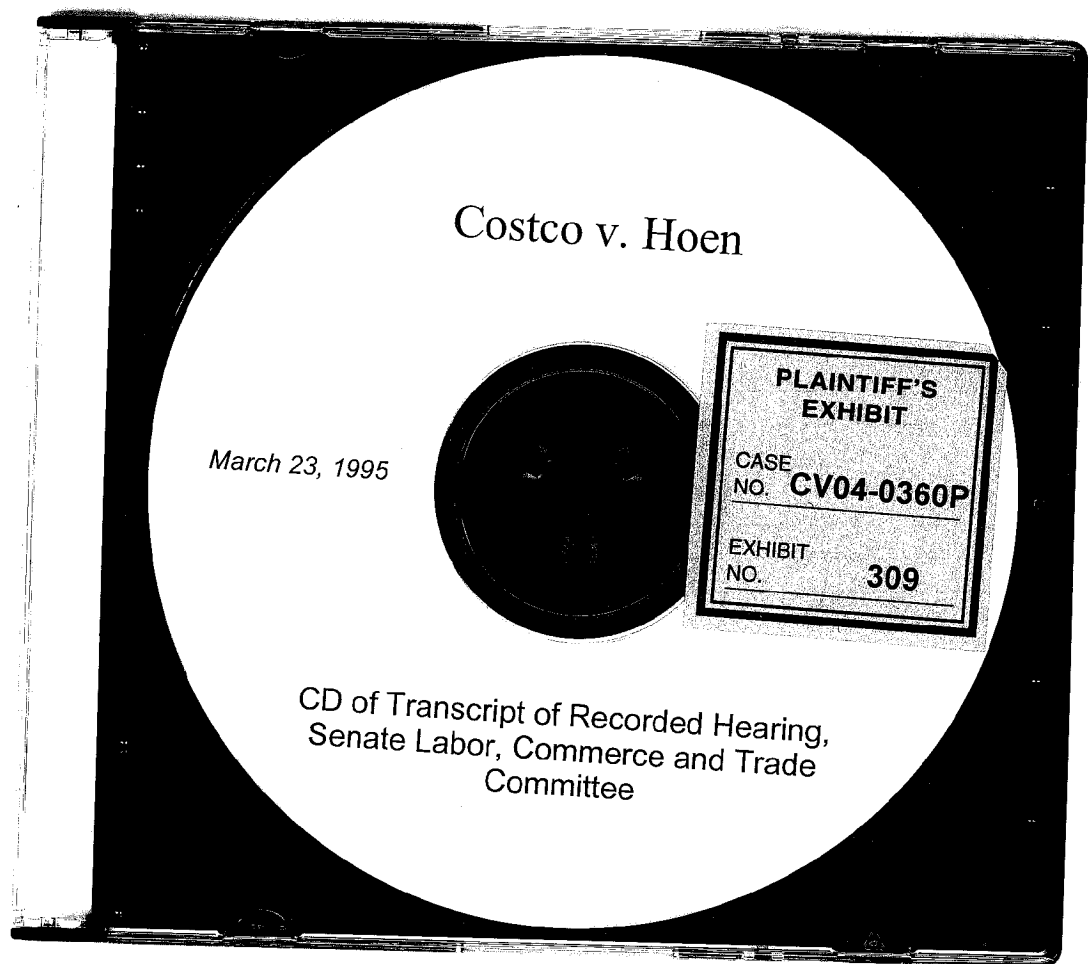 Costco v. Hoen
March 23, 1995
PLAINTIFF'S
EXHIBIT
CASE
NO. CV04-0360P
EXHIBIT
NO. 309
CD of Transcript of Recorded Hearing,
Senate Labor, Commerce and Trade
Committee